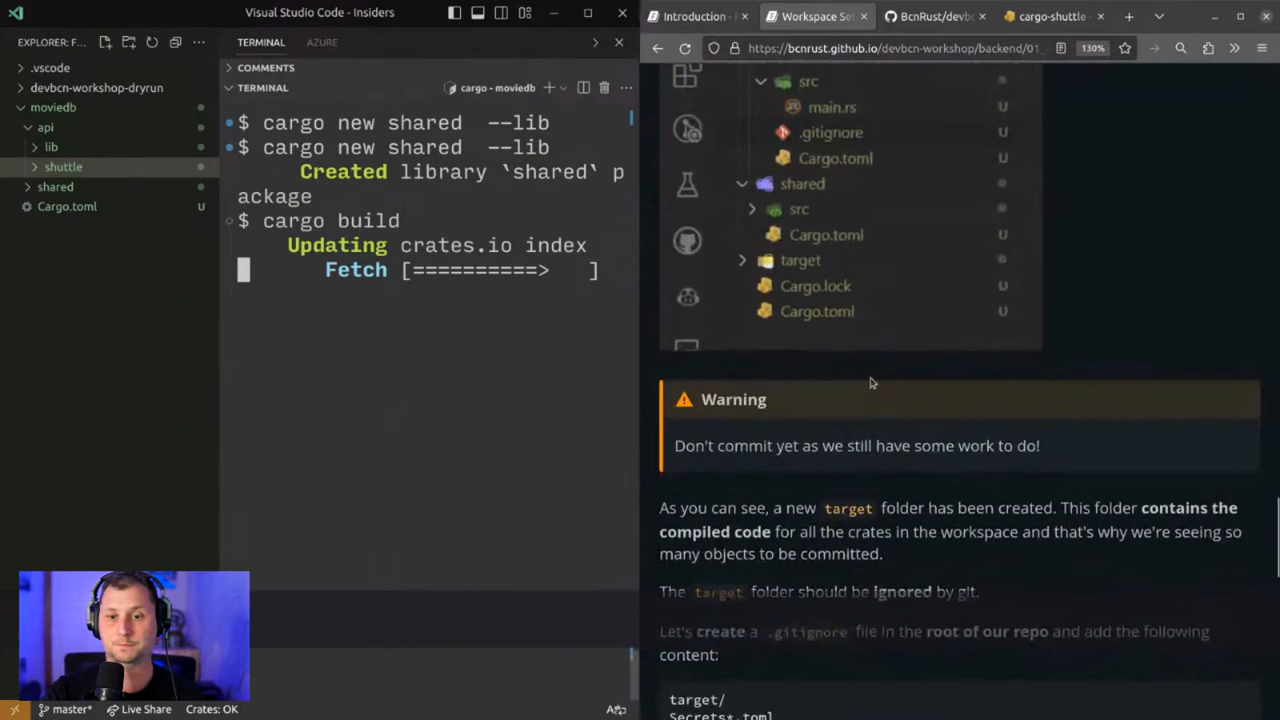 Visual Studio Code - Insiders
EXPLORER: F...
.vscode
devbcn-workshop-dryrun
moviedb
api
lib
shuttle
shared
Cargo.toml
U
TERMINAL
AZURE
COMMENTS
TERMINAL
cargo - moviedb
$ cargo new shared --lib
$ cargo new shared --lib
Created library `shared` p
ackage
$ cargo build
Updating crates.io index
Fetch [==========> ]
master*
Live Share
Crates: OK
Introduction -
Workspace Se
BcnRust/devb
cargo-shuttle -
https://bcnrust.github.io/devbcn-workshop/backend/01_
130%
src
main.rs U
.gitignore U
Cargo.toml U
shared
src
Cargo.toml U
target
Cargo.lock U
Cargo.toml U
Warning
Don't commit yet as we still have some work to do!
As you can see, a new target folder has been created. This folder contains the
compiled code for all the crates in the workspace and that's why we're seeing so
many objects to be committed.
The target folder should be ignored by git.
Let's create a .gitignore file in the root of our repo and add the following
content:
target/
Secrets*.toml